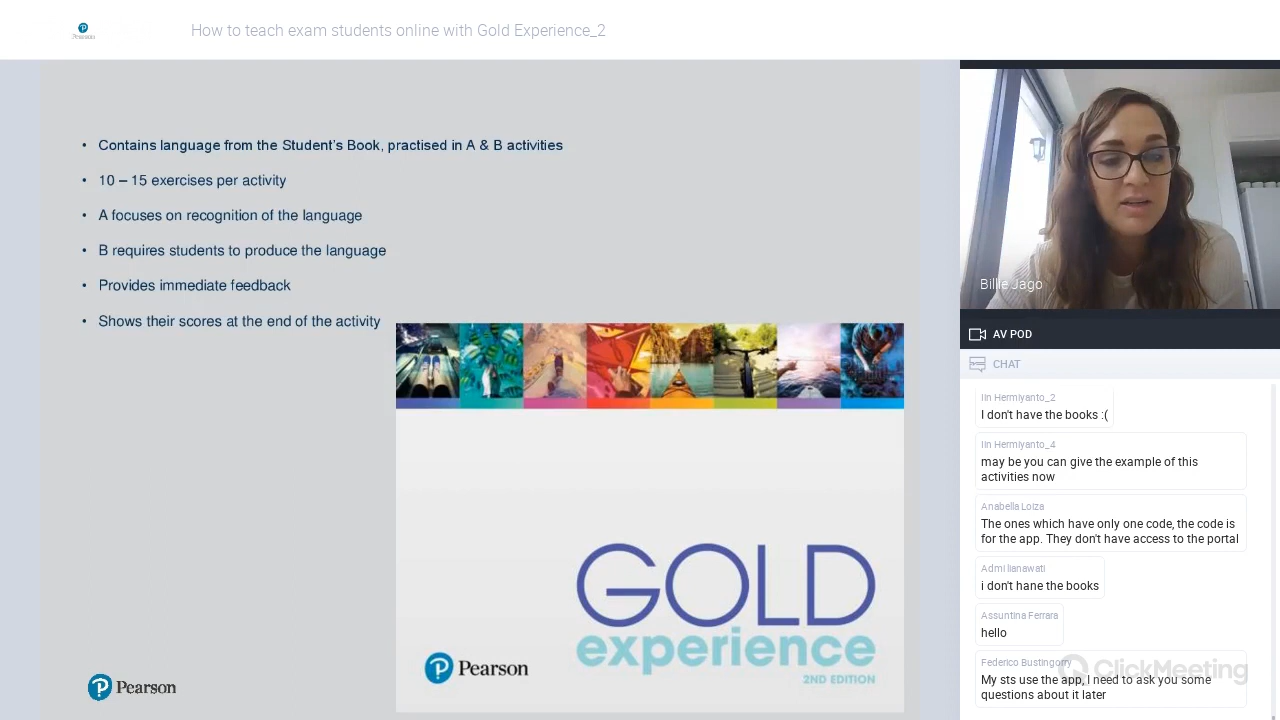 How to teach exam students online with Gold Experience_2
Pearson
• Contains language from the Student's Book, practised in A & B activities
• 10 – 15 exercises per activity
• A focuses on recognition of the language
• B requires students to produce the language
• Provides immediate feedback
• Shows their scores at the end of the activity
GOLD
experience
2ND EDITION
Pearson
Pearson
Billie Jago
AV POD
CHAT
Iin Hermiyanto_2
I don't have the books :(
Iin Hermiyanto_4
may be you can give the example of this
activities now
Anabella Loiza
The ones which have only one code, the code is
for the app. They don't have access to the portal
Admi lianawati
i don't hane the books
Assuntina Ferrara
hello
Federico Bustingorry
My sts use the app, I need to ask you some
questions about it later
ClickMeeting